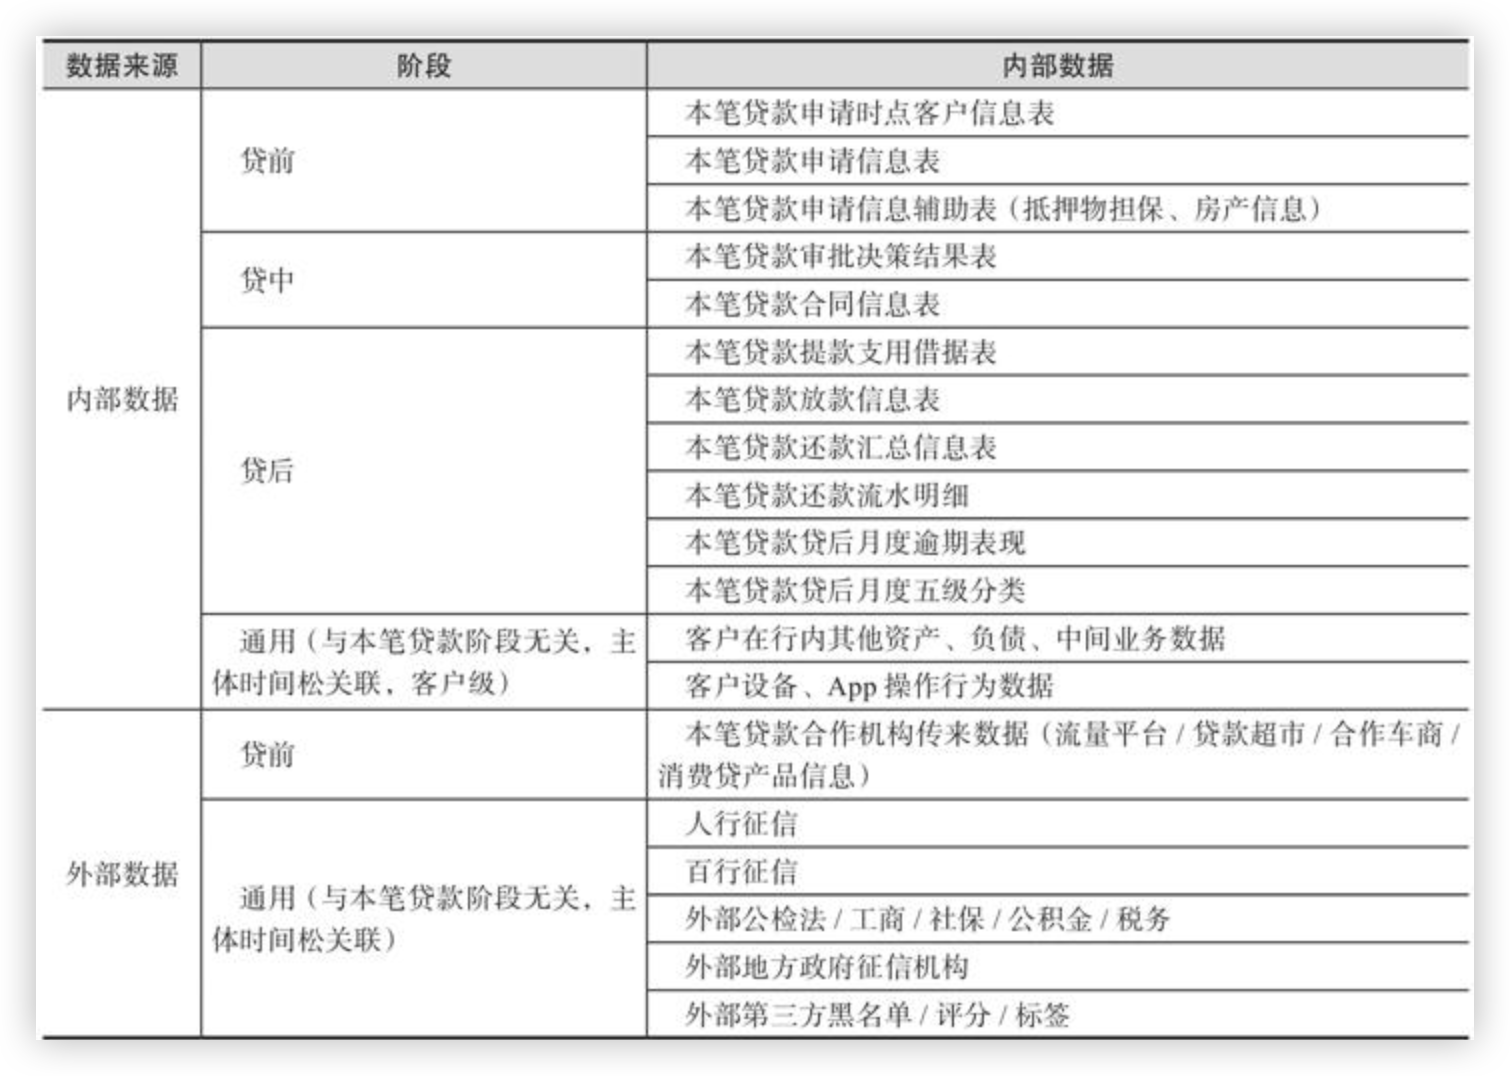 数据来源
阶段
内部数据
内部数据
贷前
本笔贷款申请时点客户信息表
本笔贷款申请信息表
本笔贷款申请信息辅助表（抵押物担保、房产信息）
贷中
本笔贷款审批决策结果表
本笔贷款合同信息表
贷后
本笔贷款提款支用借据表
本笔贷款放款信息表
本笔贷款还款汇总信息表
本笔贷款还款流水明细
本笔贷款贷后月度逾期表现
本笔贷款贷后月度五级分类
通用（与本笔贷款阶段无关，主
体时间松关联，客户级）
客户在行内其他资产、负债、中间业务数据
客户设备、App 操作行为数据
外部数据
贷前
本笔贷款合作机构传来数据（流量平台 / 贷款超市 / 合作车商 /
消费贷产品信息）
通用（与本笔贷款阶段无关，主
体时间松关联）
人行征信
百行征信
外部公检法 / 工商 / 社保 / 公积金 / 税务
外部地方政府征信机构
外部第三方黑名单 / 评分 / 标签